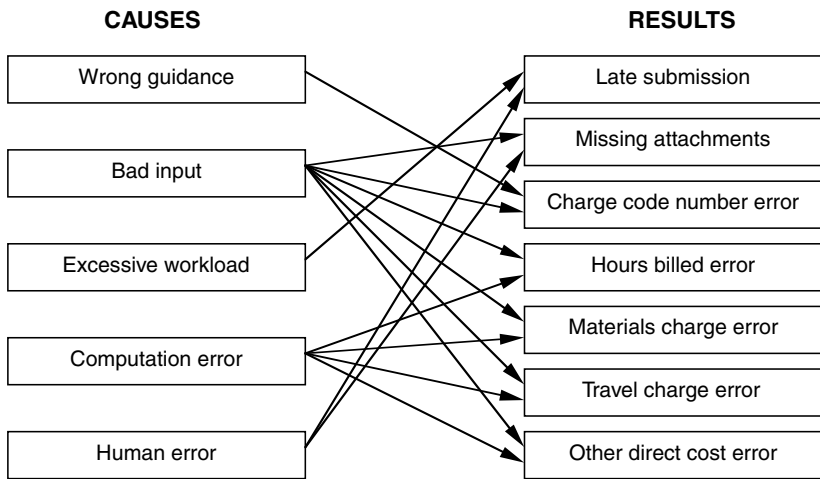 CAUSES
RESULTS
Wrong guidance
Bad input
Excessive workload
Computation error
Human error
Late submission
Missing attachments
Charge code number error
Hours billed error
Materials charge error
Travel charge error
Other direct cost error